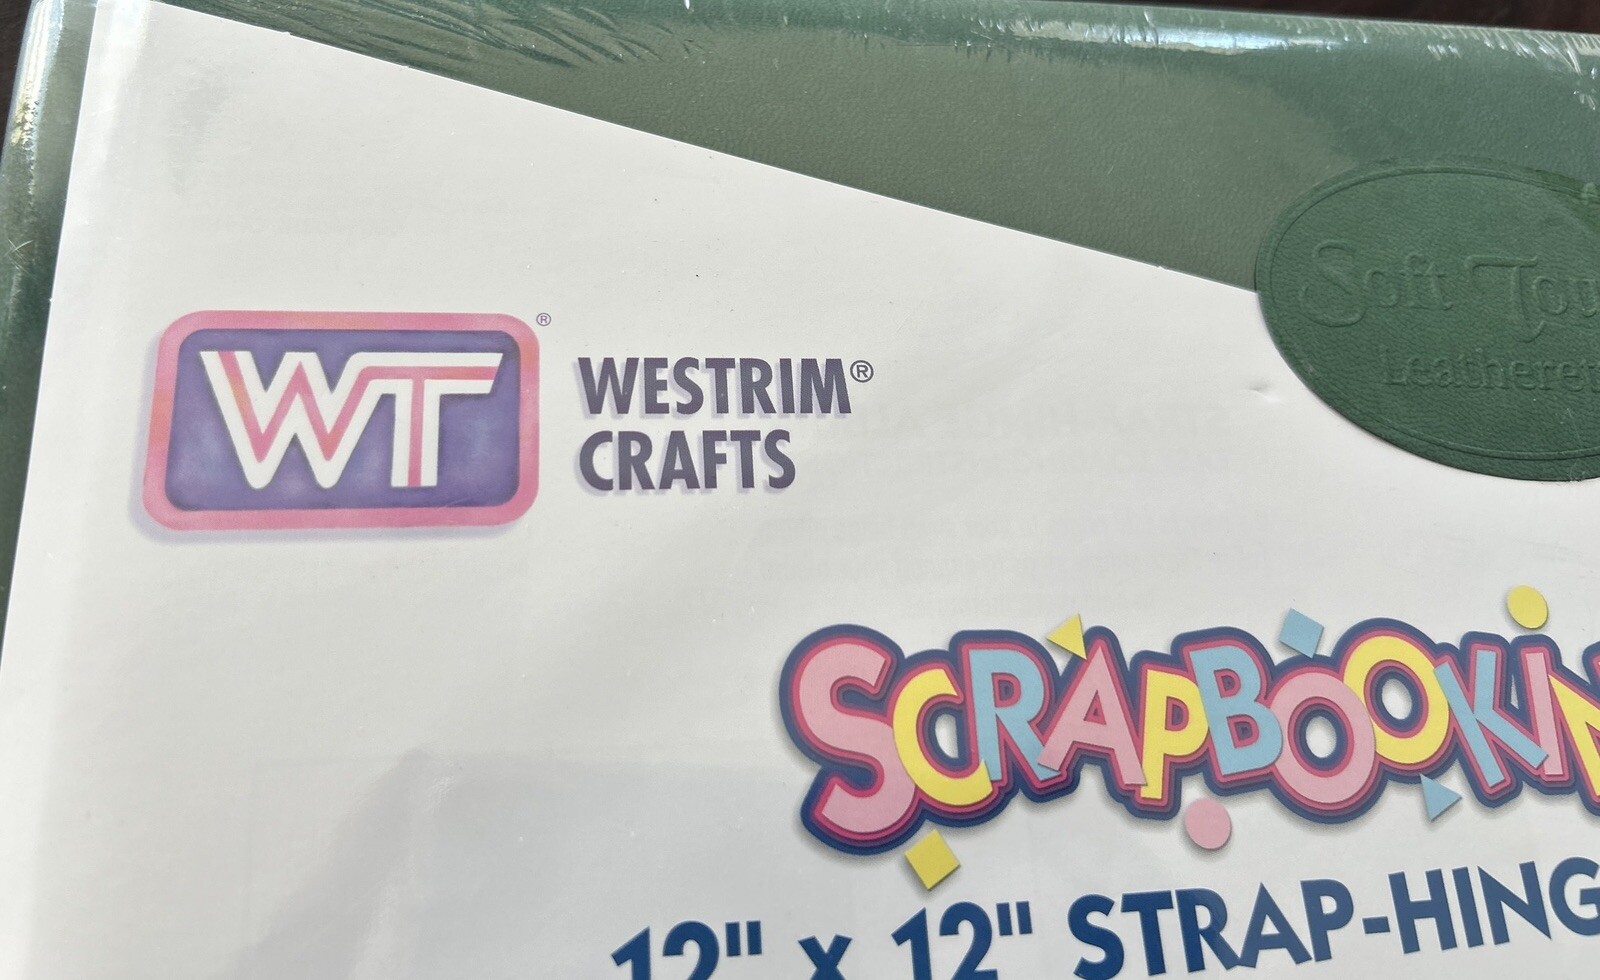 Soft Tou
Leatheret
WT®
WESTRIM®
CRAFTS
SCRAPBOOKIN
12" x 12" STRAP-HING